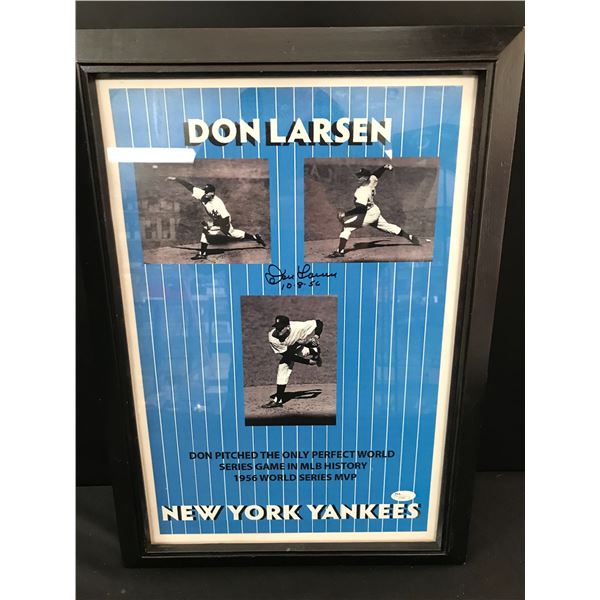 DON LARSEN
Don Larsen
10-8-56
DON PITCHED THE ONLY PERFECT WORLD
SERIES GAME IN MLB HISTORY
1956 WORLD SERIES MVP
NEW YORK YANKEES